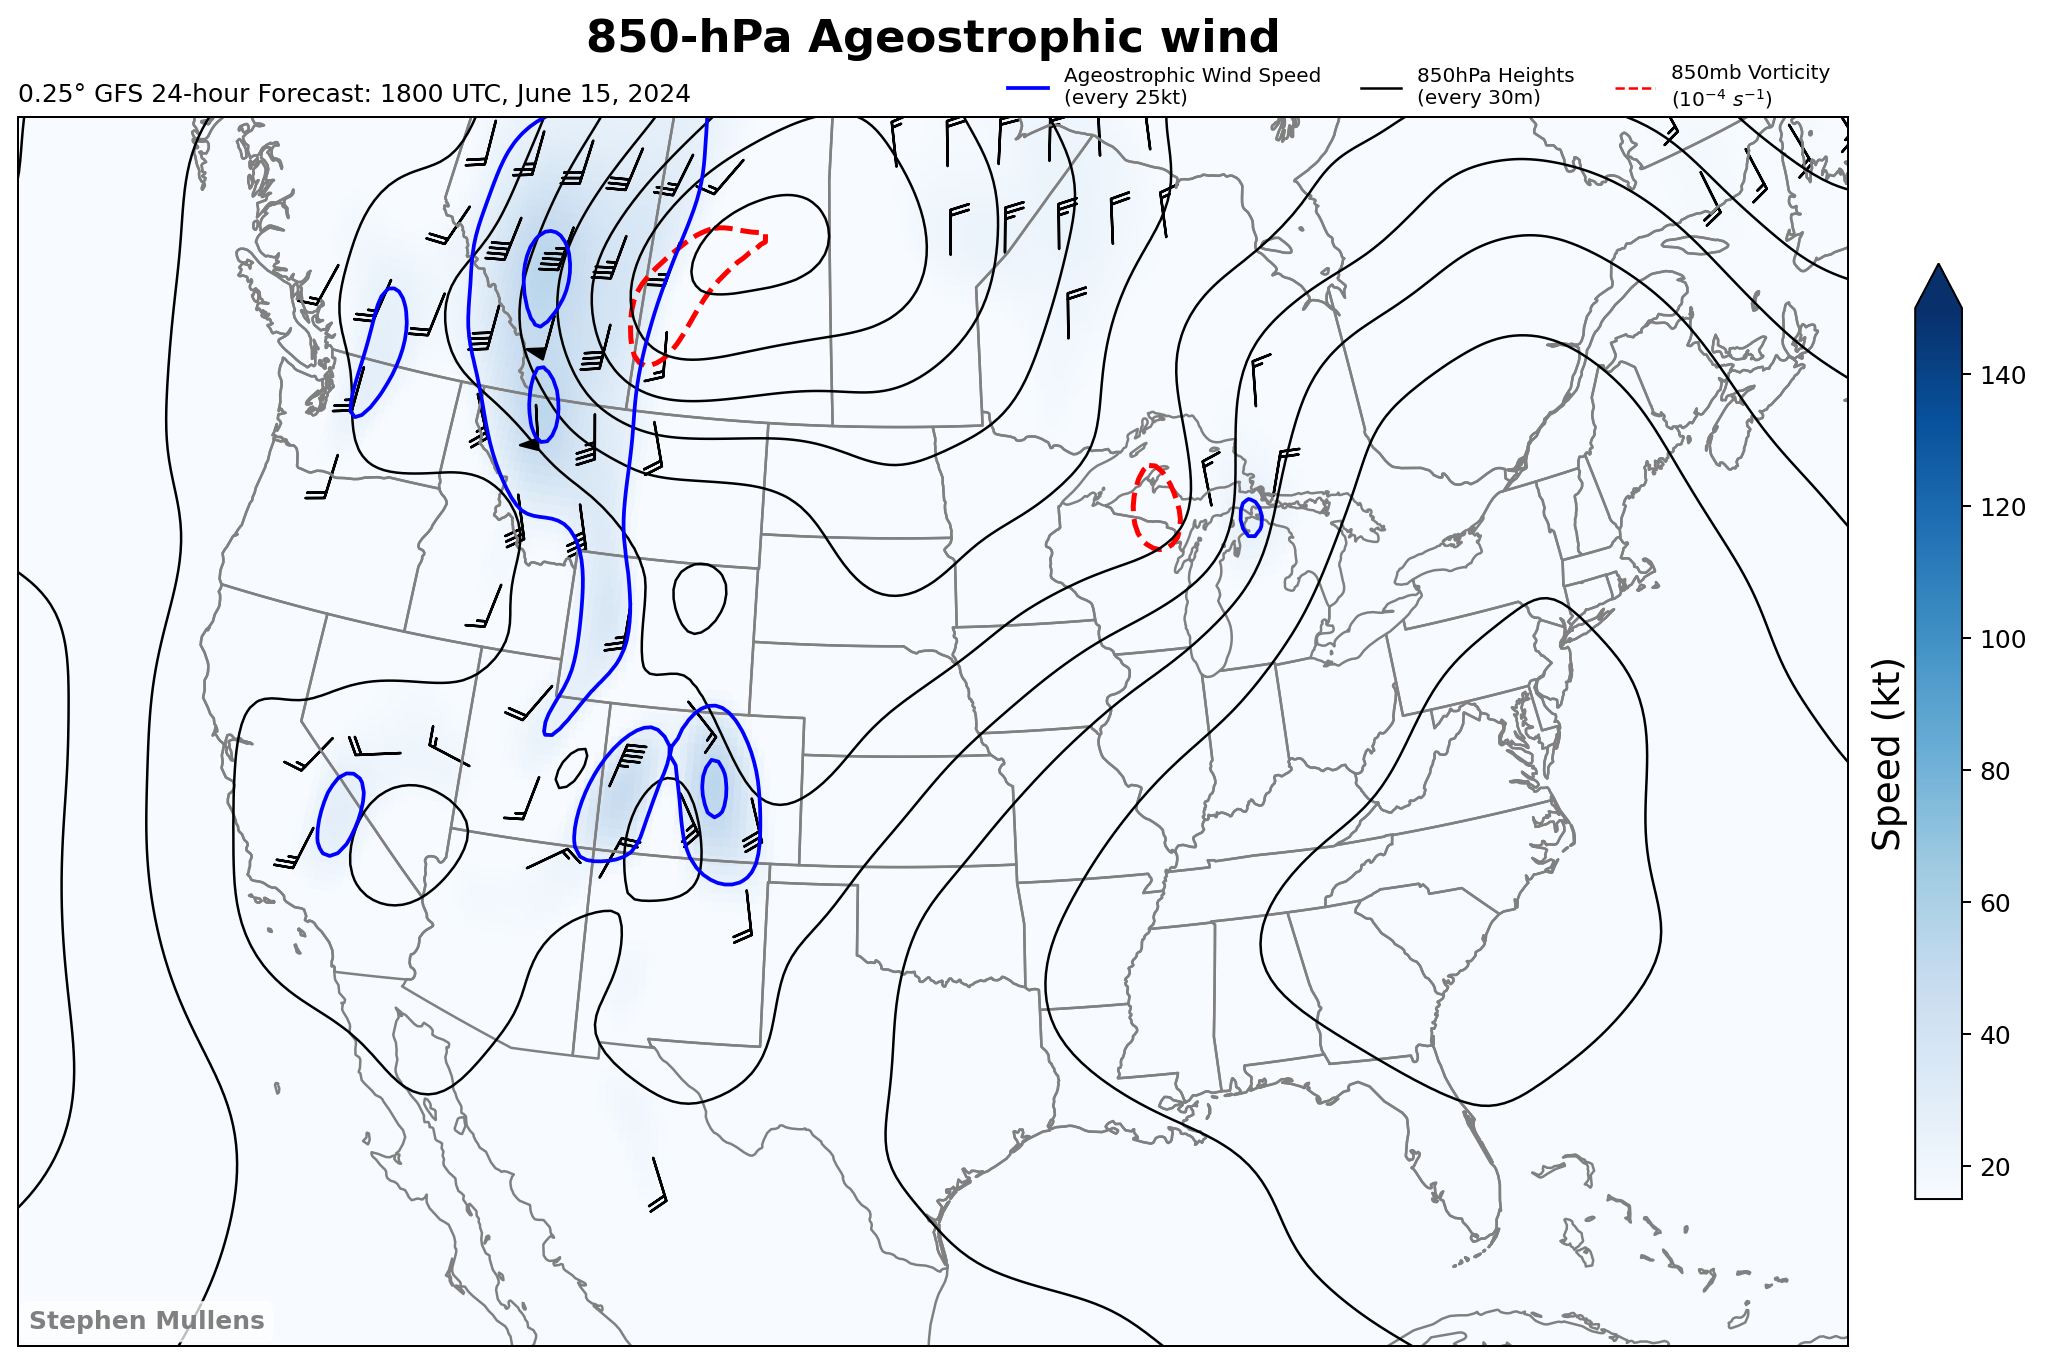 850-hPa Ageostrophic wind
0.25° GFS 24-hour Forecast: 1800 UTC, June 15, 2024
Ageostrophic Wind Speed
(every 25kt)
850hPa Heights
(every 30m)
850mb Vorticity
(10⁻⁴ s⁻¹)
140
120
100
80
60
40
20
Speed (kt)
Stephen Mullens